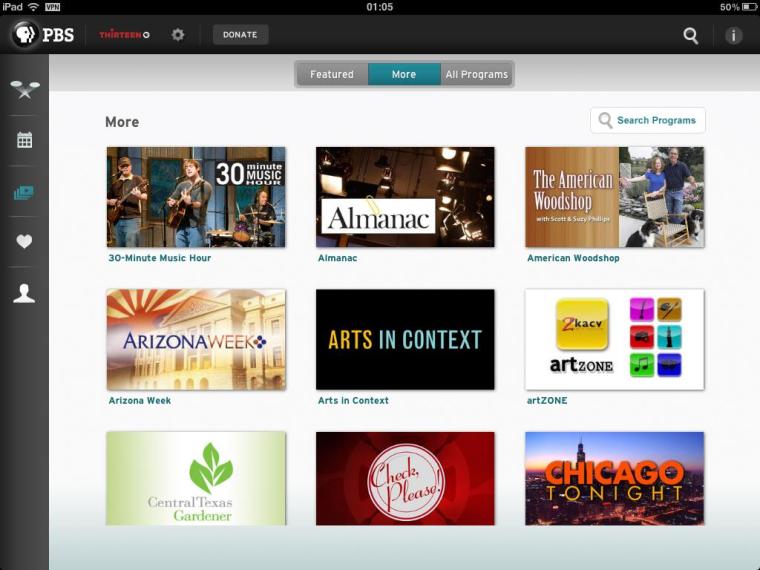 iPad VPN 01:05 50%
PBS THIRTEEN DONATE i
Featured More All Programs
More Search Programs
30 minute MUSIC HOUR
Almanac
The American Woodshop
with Scott & Suzy Phillips
30-Minute Music Hour
Almanac
American Woodshop
ARIZONAWEEK
ARTS IN CONTEXT
2 kacv
artZONE
Arizona Week
Arts in Context
artZONE
CentralTexas
Gardener
Check,
Please!
CHICAGO
TONIGHT